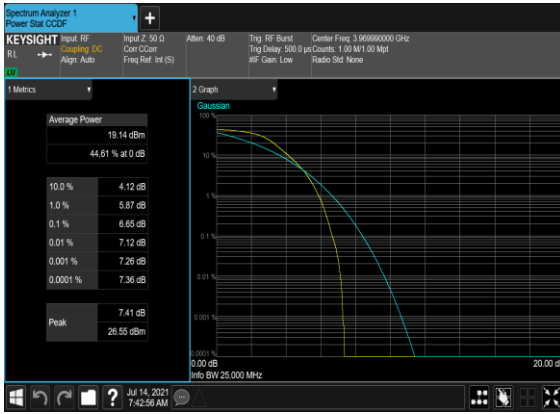 Spectrum Analyzer 1
Power Stat CCDF
+
KEYSIGHT
RL
LXI
Input: RF
Coupling: DC
Align: Auto
Input Z: 50 Ω
Corr CCorr
Freq Ref: Int (S)
Atten: 40 dB
Trig: RF Burst
Trig Delay: 500.0 µs
#IF Gain: Low
Center Freq: 3.969990000 GHz
Counts: 1.00 M/1.00 Mpt
Radio Std: None
1 Metrics
Average Power
19.14 dBm
44.61 % at 0 dB
10.0 % 4.12 dB
1.0 % 5.87 dB
0.1 % 6.65 dB
0.01 % 7.12 dB
0.001 % 7.26 dB
0.0001 % 7.36 dB
Peak
7.41 dB
26.55 dBm
2 Graph
Gaussian
100 %
10 %
1 %
0.1 %
0.01 %
0.001 %
0.0001 %
0.00 dB
20.00 d
Info BW 25.000 MHz
?
Jul 14, 2021
7:42:56 AM